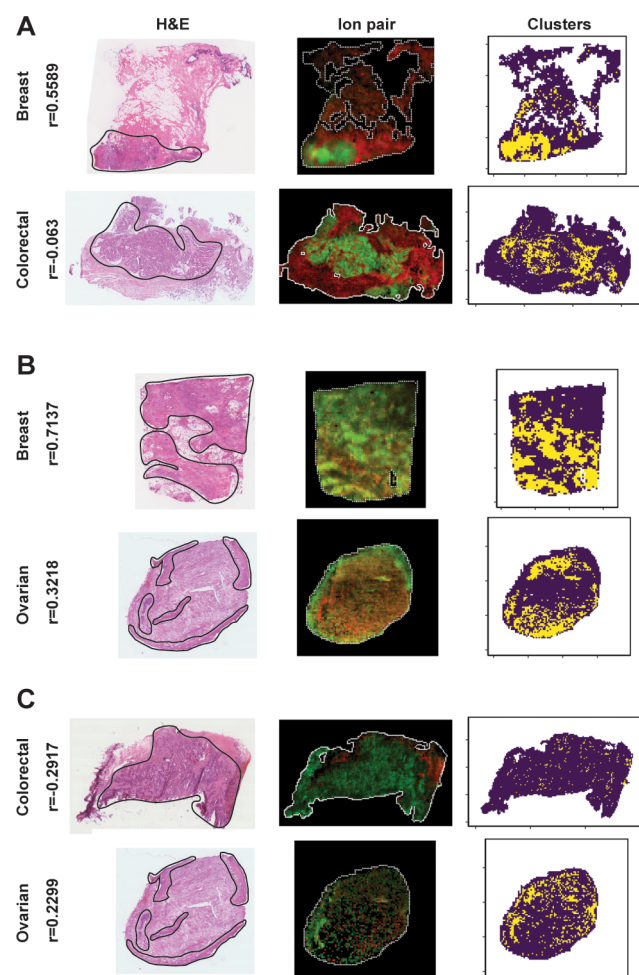 A
H&E
Ion pair
Clusters
Breast
r=0.5589
Colorectal
r=-0.063
B
Breast
r=0.7137
Ovarian
r=0.3218
C
Colorectal
r=-0.2917
Ovarian
r=0.2299